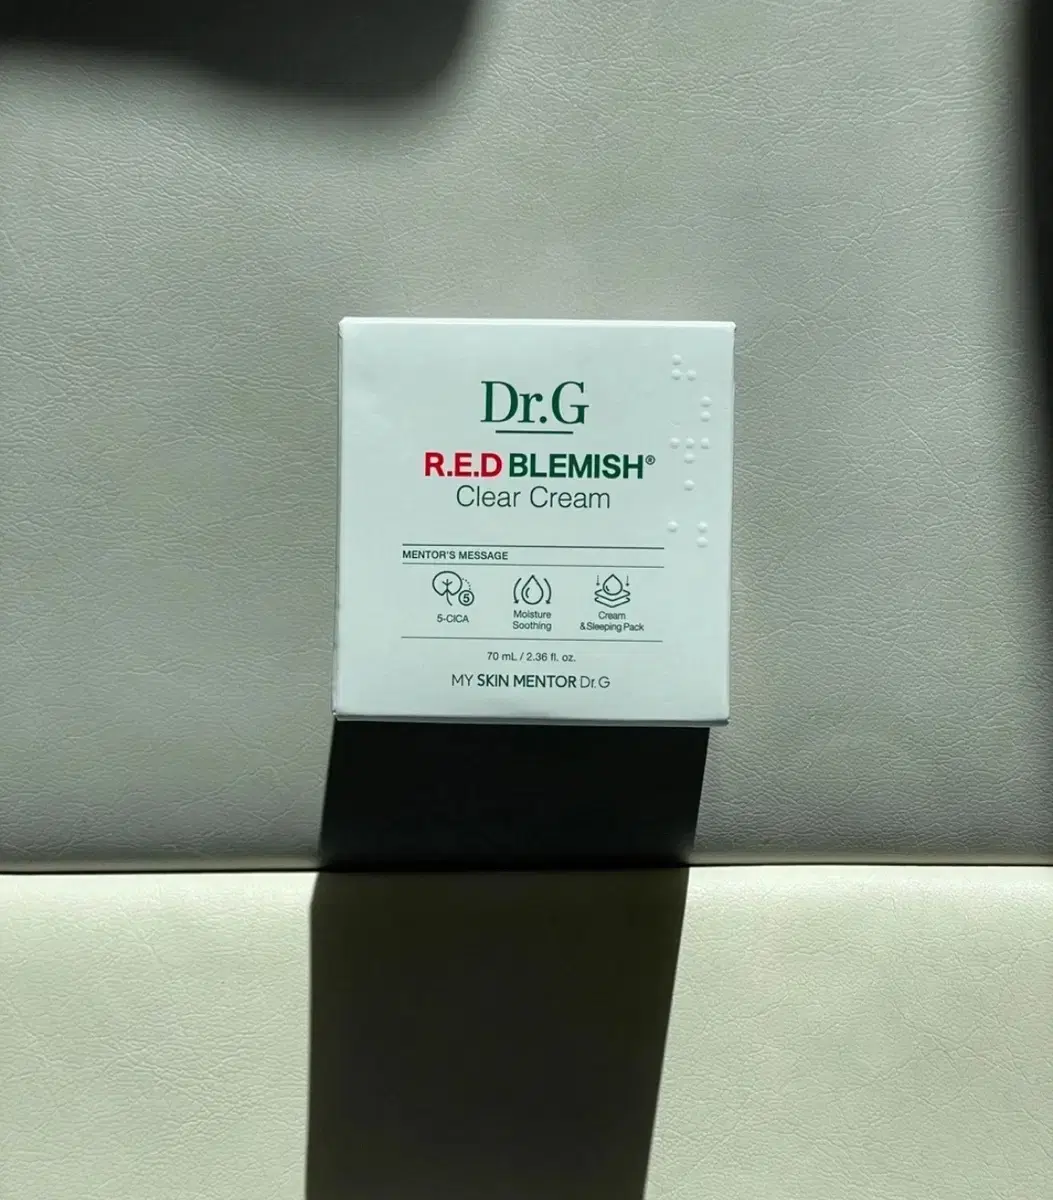 Dr.G
R.E.D BLEMISH®
Clear Cream
MENTOR'S MESSAGE
5
5-CICA
Moisture
Soothing
Cream
&Sleeping Pack
70 mL / 2.36 fl. oz.
MY SKIN MENTOR Dr.G